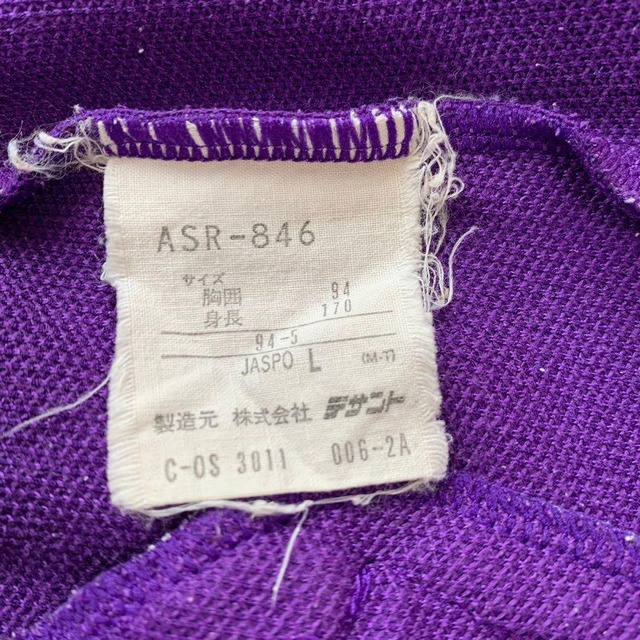 ASR-846
サイズ
胸囲 94
身長 170
94-5
JASPO L (M-T)
製造元 株式会社 デサント
C-OS 3011 006-2A